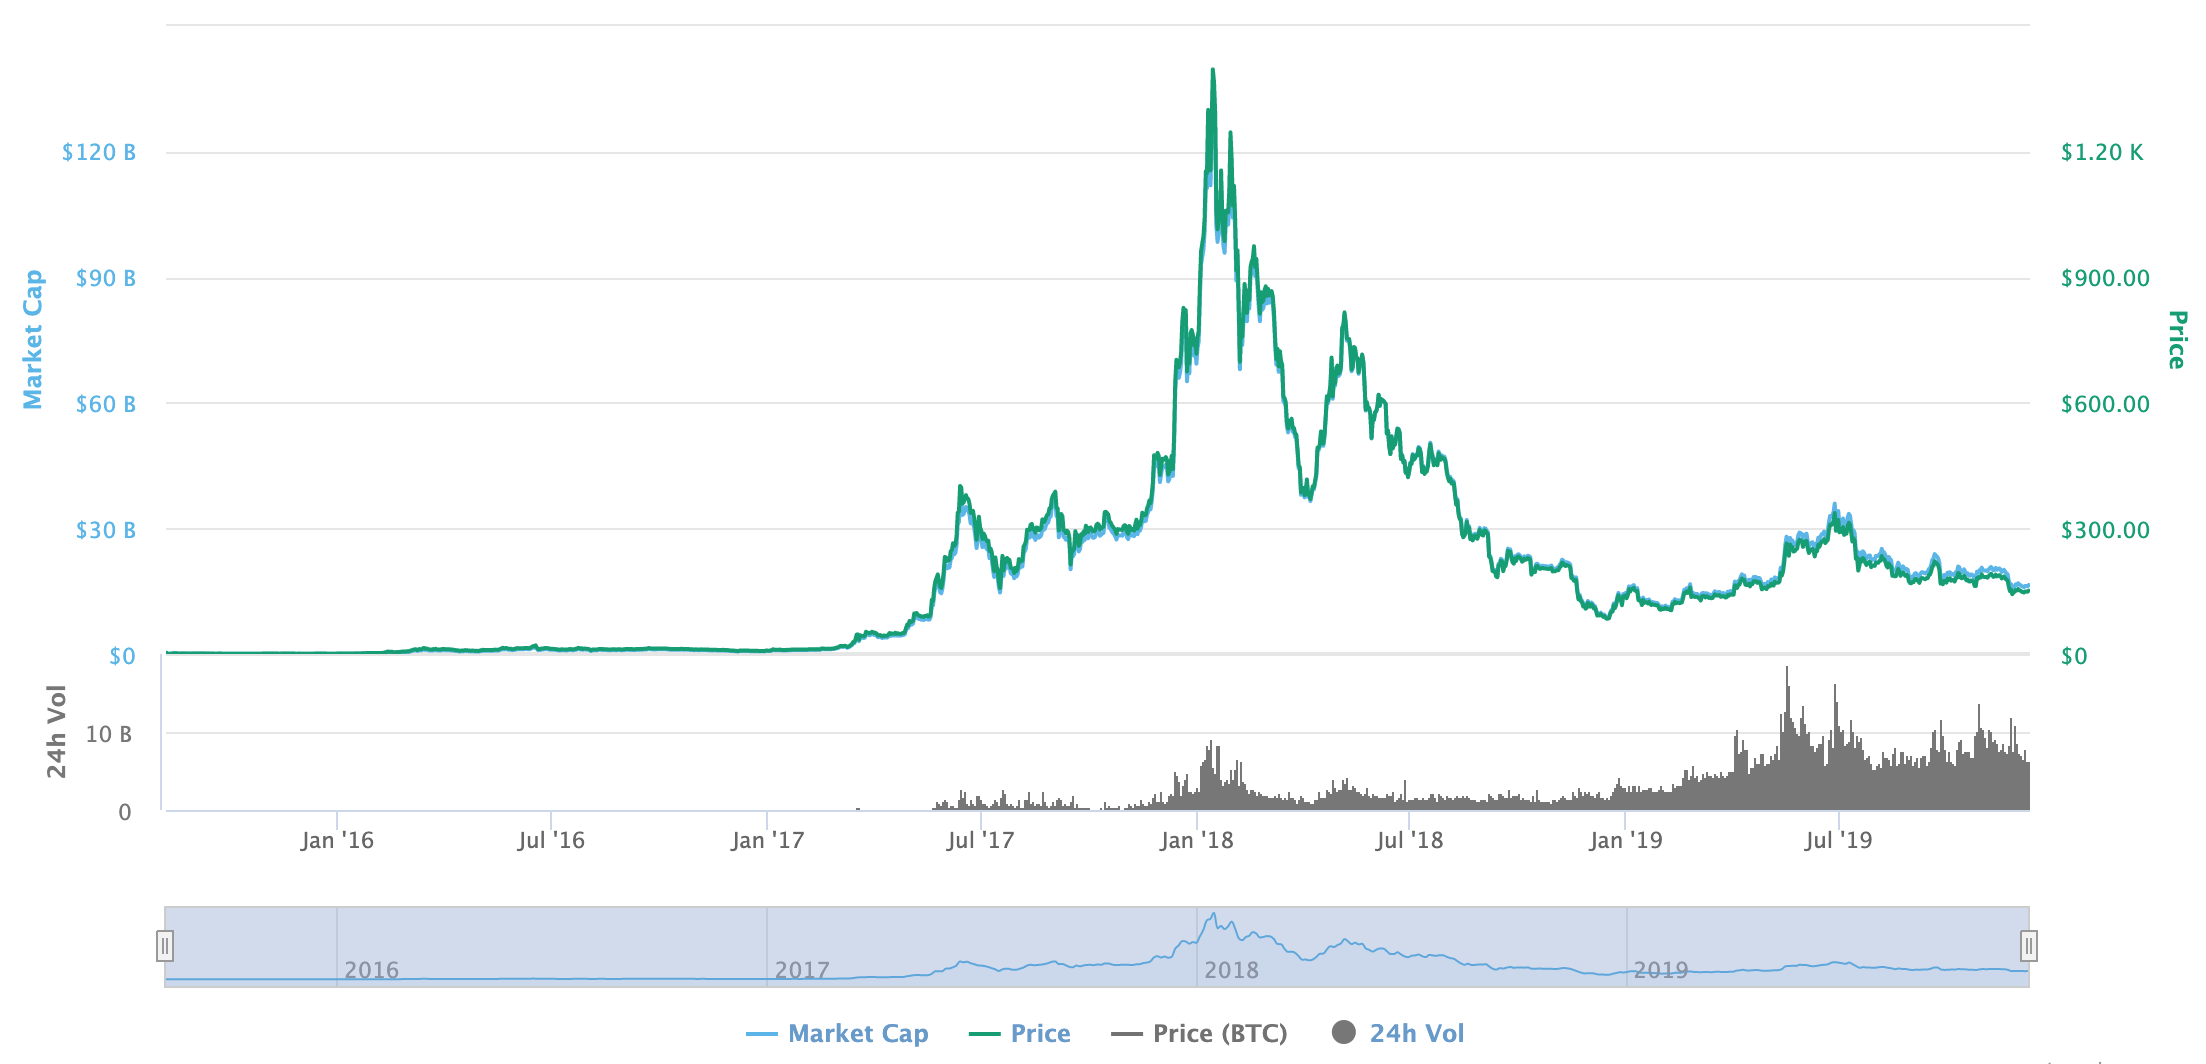 $120 B
$1.20 K
$90 B
$900.00
Market Cap
Price
$60 B
$600.00
$30 B
$300.00
$0
$0
24h Vol
10 B
0
Jan '16
Jul '16
Jan '17
Jul '17
Jan '18
Jul '18
Jan '19
Jul '19
2016
2017
2018
2019
Market Cap
Price
Price (BTC)
24h Vol